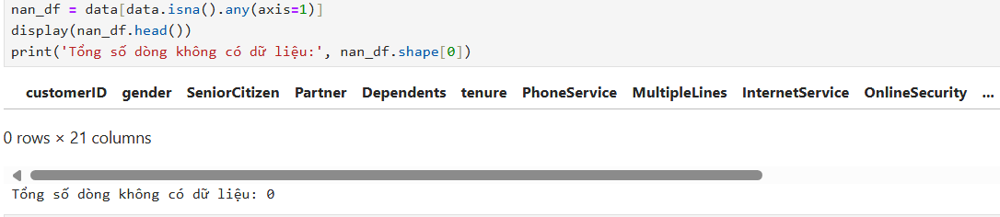 nan_df = data[data.isna().any(axis=1)]
display(nan_df.head())
print('Tổng số dòng không có dữ liệu:', nan_df.shape[0])
customerID gender SeniorCitizen Partner Dependents tenure PhoneService MultipleLines InternetService OnlineSecurity ...
0 rows × 21 columns
Tổng số dòng không có dữ liệu: 0